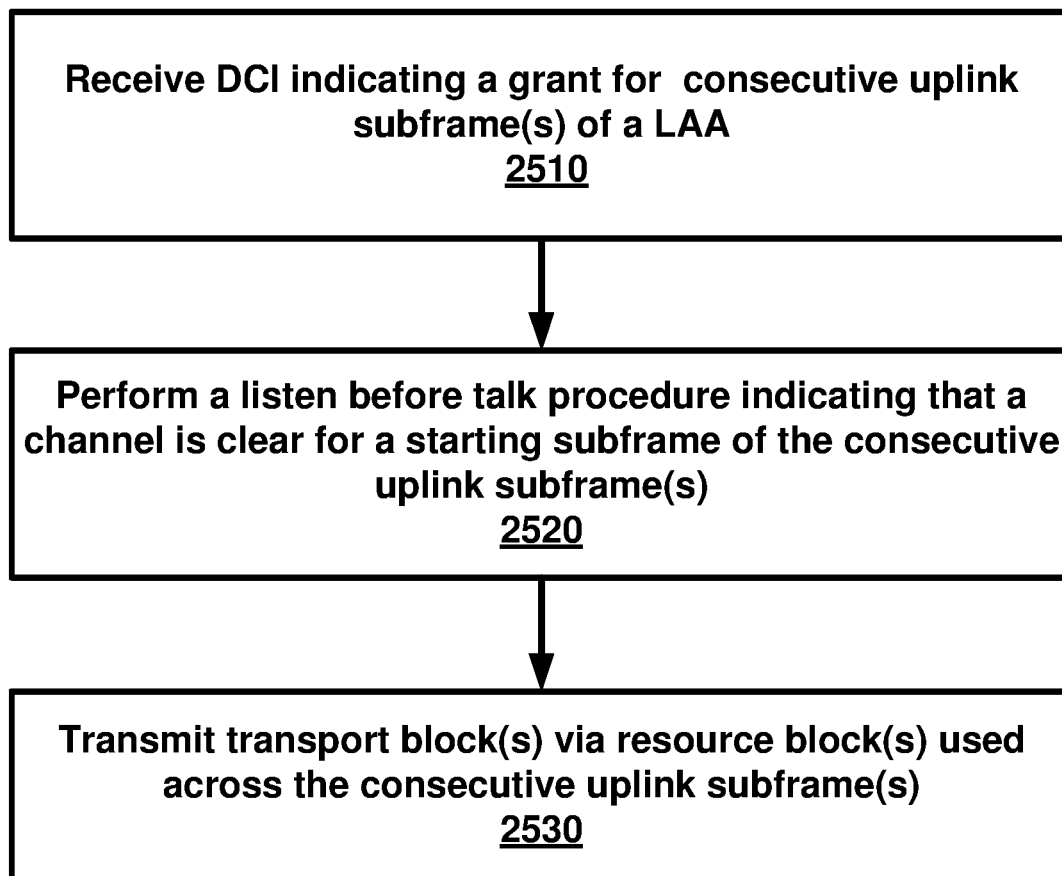 Receive DCI indicating a grant for consecutive uplink
subframe(s) of a LAA
2510
Perform a listen before talk procedure indicating that a
channel is clear for a starting subframe of the consecutive
uplink subframe(s)
2520
Transmit transport block(s) via resource block(s) used
across the consecutive uplink subframe(s)
2530